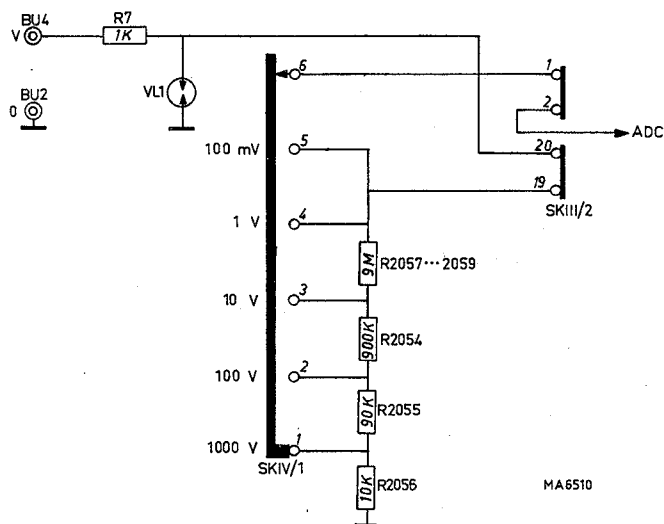 BU4
V
R7
1K
BU2
0
VL1
6
1
2
ADC
100 mV
5
20
19
SKIII/2
1 V
4
9M
R2057···2059
10 V
3
900K
R2054
100 V
2
90K
R2055
1000 V
1
SKIV/1
10K
R2056
MA6510